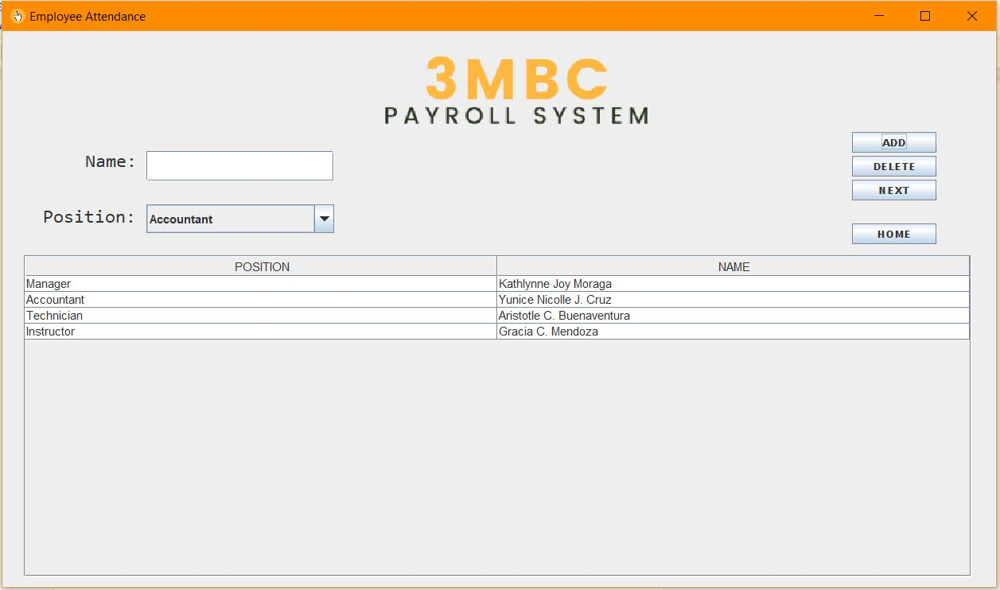 Employee Attendance
3MBC
PAYROLL SYSTEM
Name:
Position:
Accountant
ADD
DELETE
NEXT
HOME
POSITION NAME
Manager Kathlynne Joy Moraga
Accountant Yunice Nicolle J. Cruz
Technician Aristotle C. Buenaventura
Instructor Gracia C. Mendoza